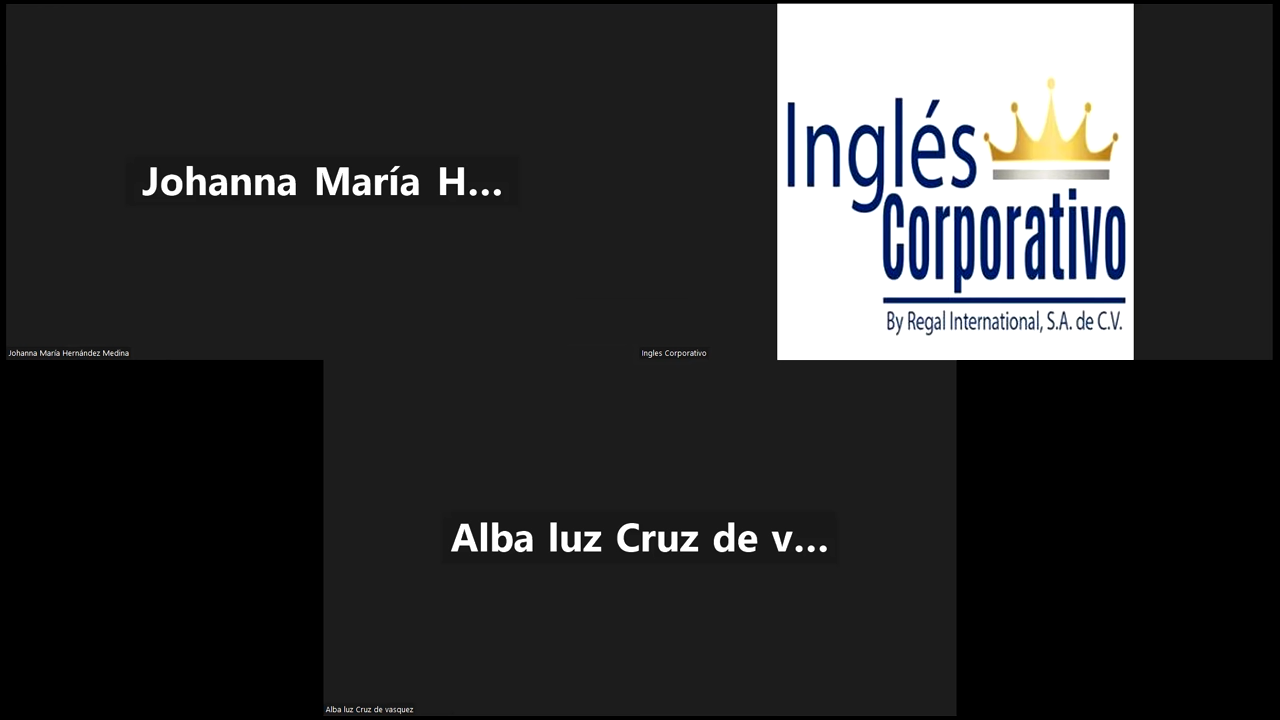 Johanna María H...
Johanna María Hernández Medina
Inglés
Corporativo
By Regal International, S.A. de C.V.
Ingles Corporativo
Alba luz Cruz de v...
Alba luz Cruz de vasquez